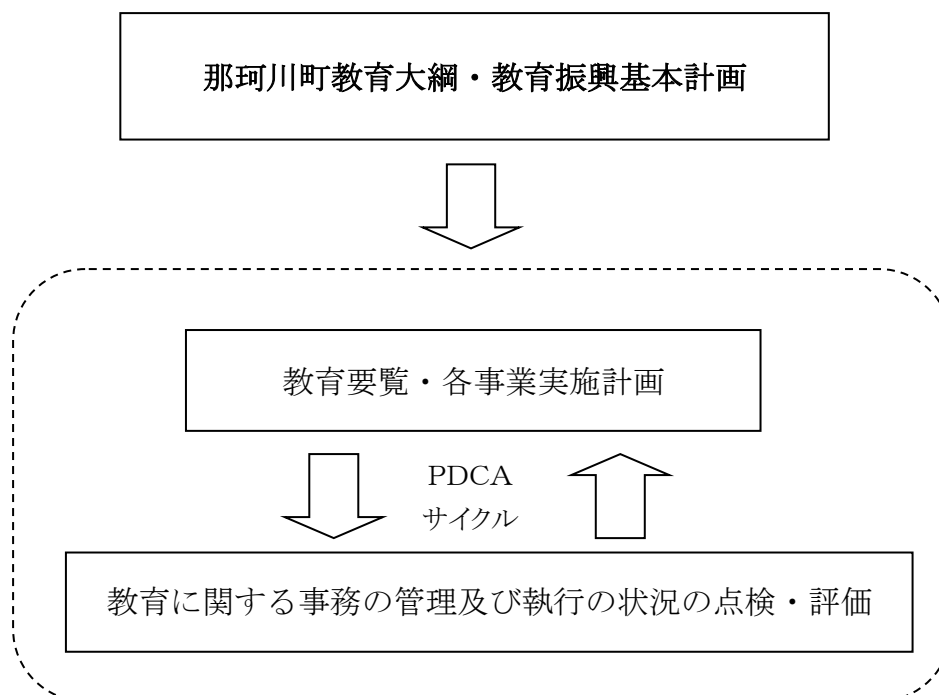 那珂川町教育大綱・教育振興基本計画
教育要覧・各事業実施計画
PDCA
サイクル
教育に関する事務の管理及び執行の状況の点検・評価